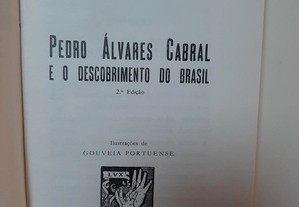 PEDRO ÁLVARES CABRAL
E O DESCOBRIMENTO DO BRASIL
2.ª Edição
Ilustrações de
GOUVEIA PORTUENSE
LVX